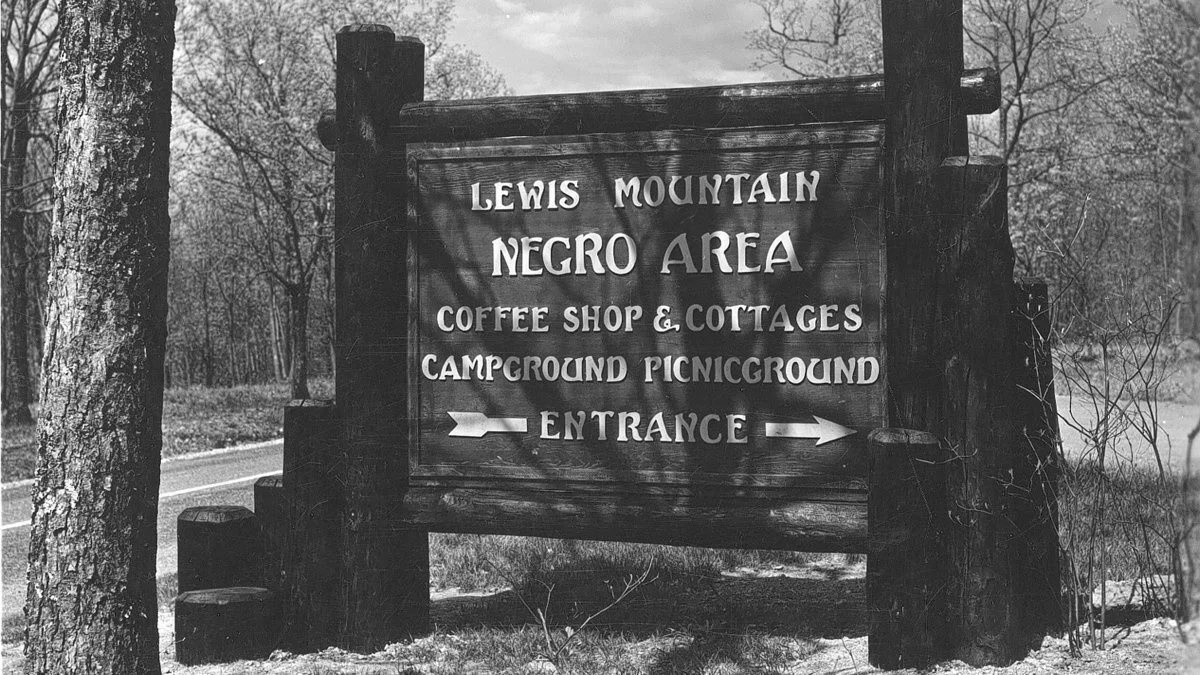 LEWIS MOUNTAIN
NEGRO AREA
COFFEE SHOP & COTTAGES
CAMPGROUND PICNICGROUND
ENTRANCE